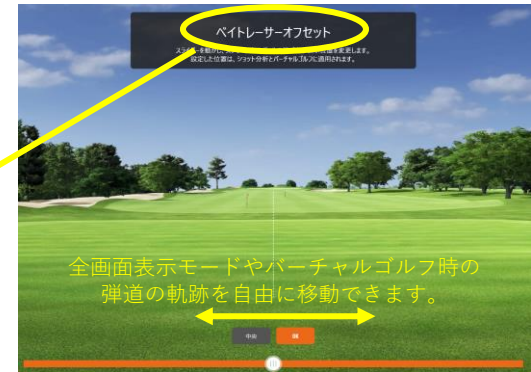 ベイトレーサーオフセット
設定した位置は、ショット分析とバーチャルゴルフに適用されます。
全画面表示モードやバーチャルゴルフ時の
弾道の軌跡を自由に移動できます。
中央